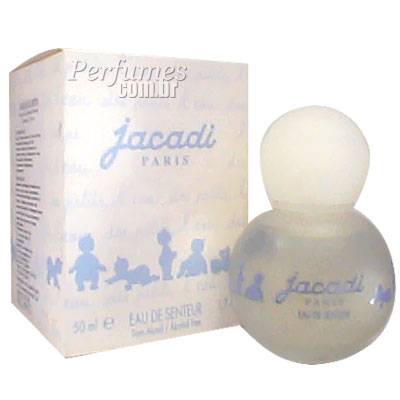 Perfumes
.com.br
jacadi
PARIS
50 ml e
EAU DE SENTEUR
Sans Alcool / Alcohol Free
jacadi
PARIS
EAU DE SENTEUR